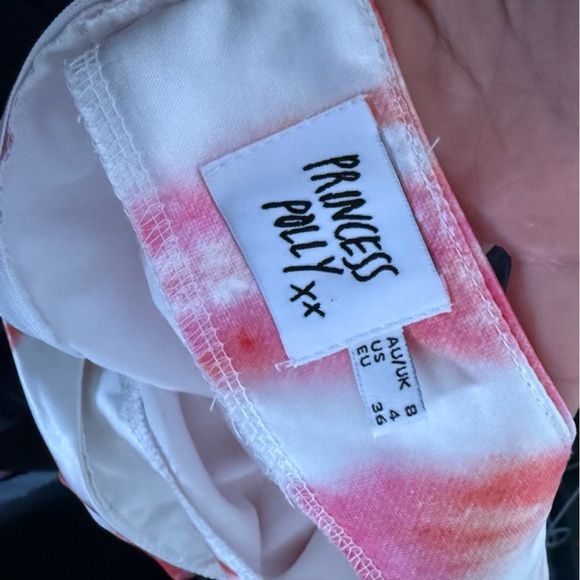 PRINCESS
POLLY xx
AU/UK 8
US 4
EU 36